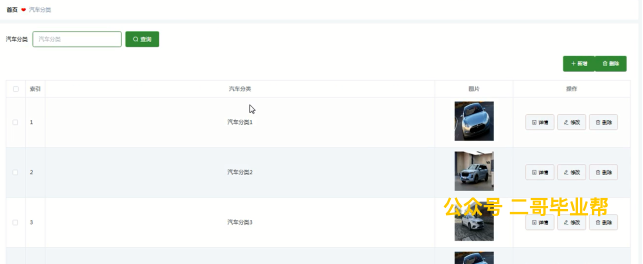 首页 汽车分类
汽车分类 汽车分类 查询
新增 删除
索引 汽车分类 图片 操作
1 汽车分类1 详情 修改 删除
2 汽车分类2 详情 修改 删除
公众号 二哥毕业帮
3 汽车分类3 详情 修改 删除